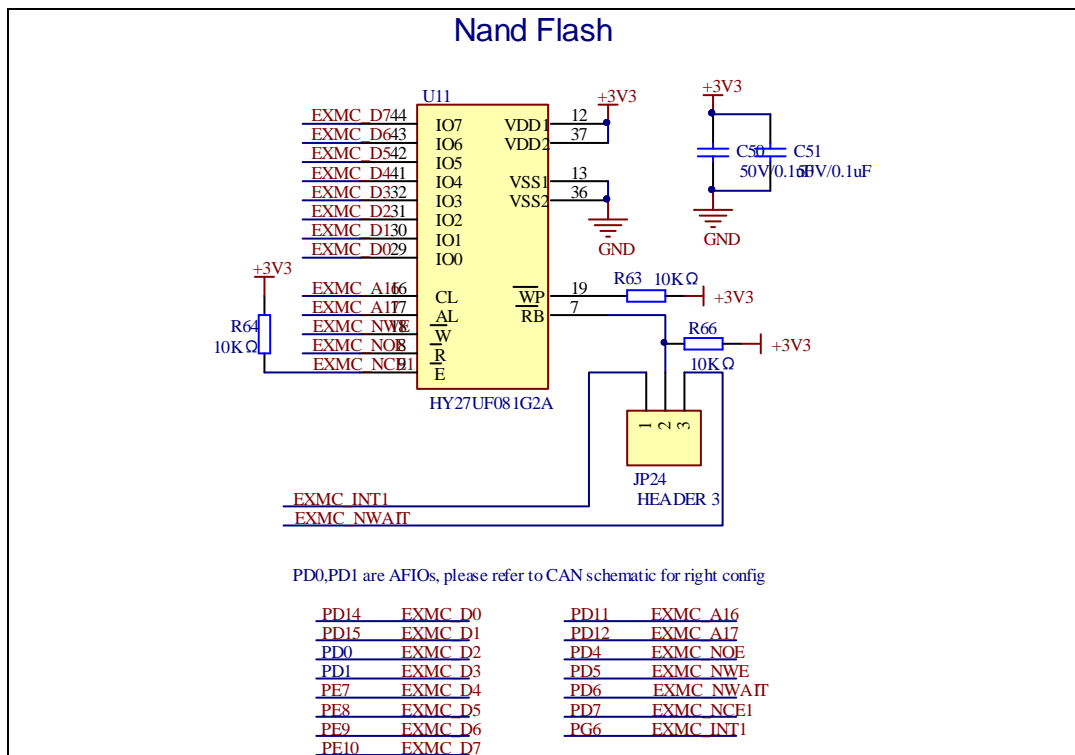 Nand Flash
U11
EXMC_D7 44 IO7 VDD1 12 +3V3
EXMC_D6 43 IO6 VDD2 37
EXMC_D5 42 IO5
EXMC_D4 41 IO4 VSS1 13
EXMC_D3 32 IO3 VSS2 36
EXMC_D2 31 IO2
EXMC_D1 30 IO1
EXMC_D0 29 IO0 GND
+3V3
C50 C51
50V/0.1uF 50V/0.1uF
GND
+3V3
EXMC_A16 16 CL WP 19 R63 10KΩ +3V3
EXMC_A17 17 AL RB 7
R64 EXMC_NWE 18 W R66
10KΩ EXMC_NOE 8 R +3V3
EXMC_NCE1 9 E 10KΩ
HY27UF081G2A
1 2 3
JP24
HEADER 3
EXMC_INT1
EXMC_NWAIT
PD0,PD1 are AFIOs, please refer to CAN schematic for right config
PD14 EXMC_D0 PD11 EXMC_A16
PD15 EXMC_D1 PD12 EXMC_A17
PD0 EXMC_D2 PD4 EXMC_NOE
PD1 EXMC_D3 PD5 EXMC_NWE
PE7 EXMC_D4 PD6 EXMC_NWAIT
PE8 EXMC_D5 PD7 EXMC_NCE1
PE9 EXMC_D6 PG6 EXMC_INT1
PE10 EXMC_D7